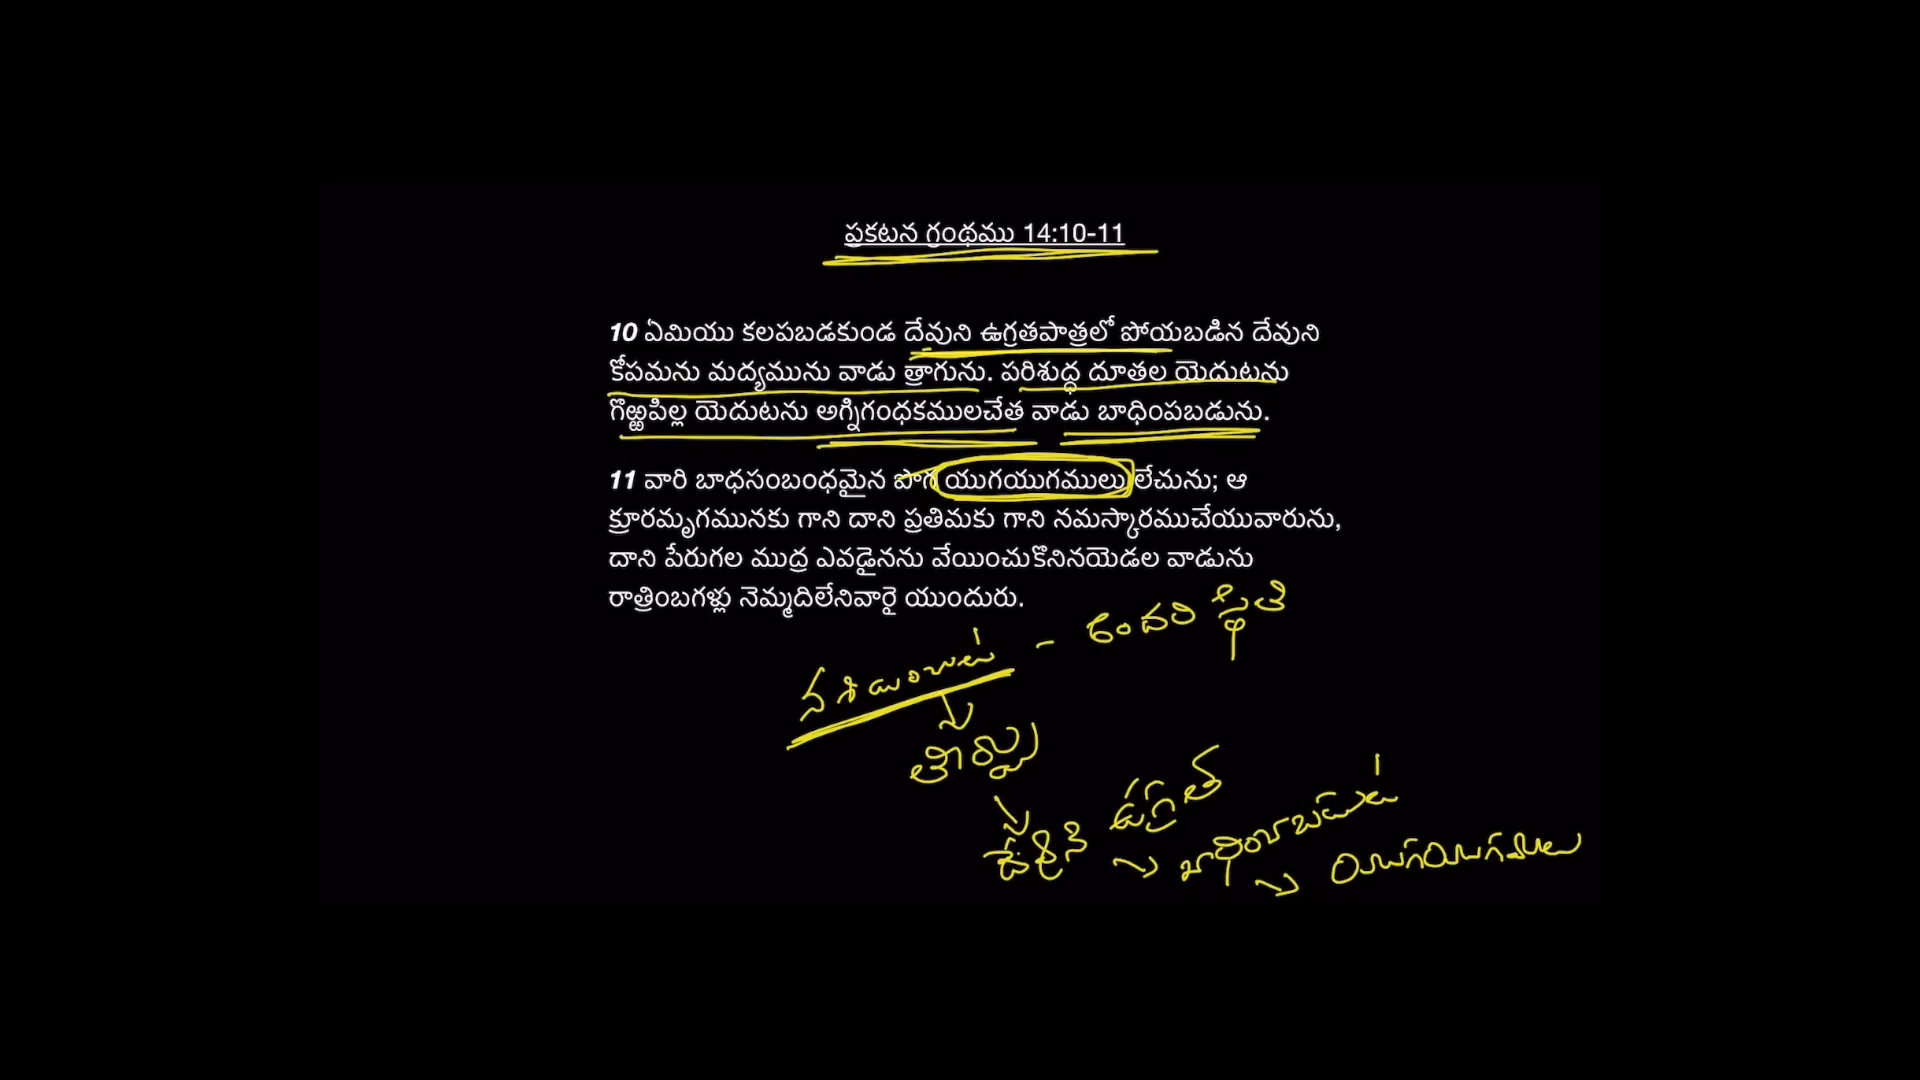 ప్రకటన గ్రంథము 14:10-11
10 ఏమియు కలపబడకుండ దేవుని ఉగ్రతపాత్రలో పోయబడిన దేవుని
కోపమను మద్యమును వాడు త్రాగును. పరిశుద్ధ దూతల యెదుటను
గొఱ్ఱపిల్ల యెదుటను అగ్నిగంధకములచేత వాడు బాధింపబడును.
11 వారి బాధసంబంధమైన పొగ యుగయుగములు లేచును; ఆ
క్రూరమృగమునకు గాని దాని ప్రతిమకు గాని నమస్కారముచేయువారును,
దాని పేరుగల ముద్ర ఎవడైనను వేయించుకొనినయెడల వాడును
రాత్రింబగళ్లు నెమ్మదిలేనివారై యుందురు.
నశియించుట - అందరి స్థితి
తీర్పు
దేవుని ఉగ్రత
బాధింపబడుట
యుగయుగములు